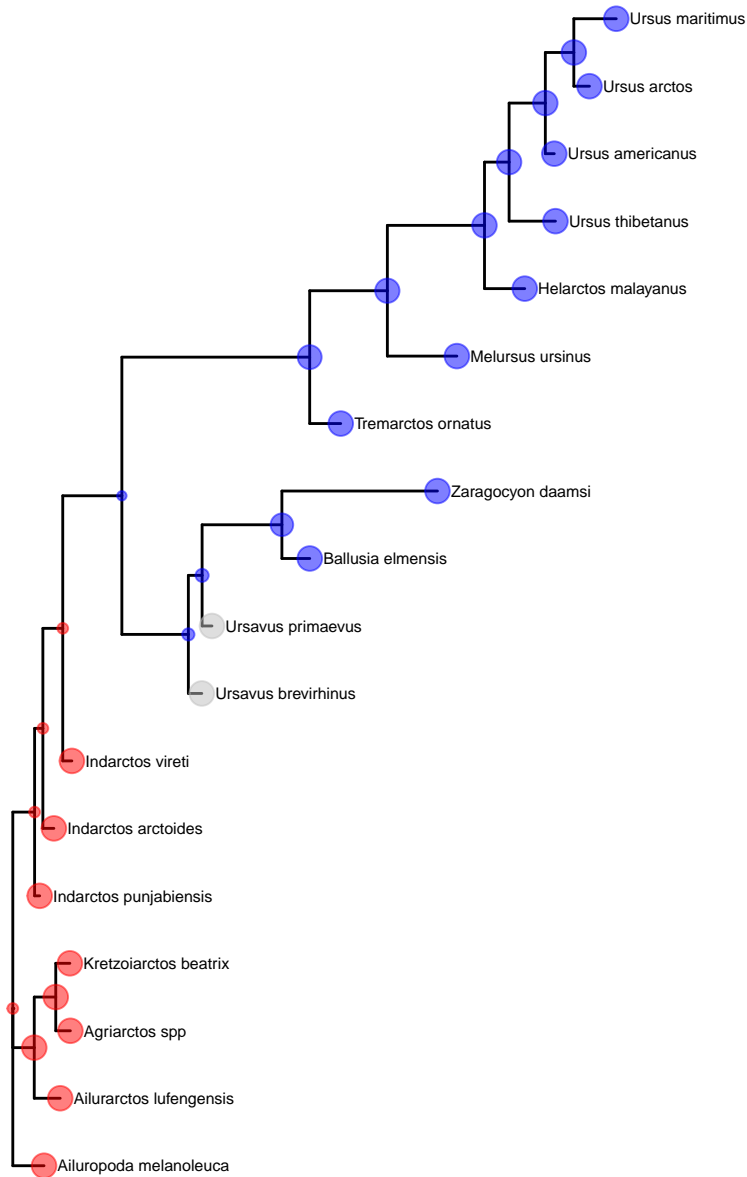 Ursus maritimus
Ursus arctos
Ursus americanus
Ursus thibetanus
Helarctos malayanus
Melursus ursinus
Tremarctos ornatus
Zaragocyon daamsi
Ballusia elmensis
Ursavus primaevus
Ursavus brevirhinus
Indarctos vireti
Indarctos arctoides
Indarctos punjabiensis
Kretzoiarctos beatrix
Agriarctos spp
Ailurarctos lufengensis
Ailuropoda melanoleuca